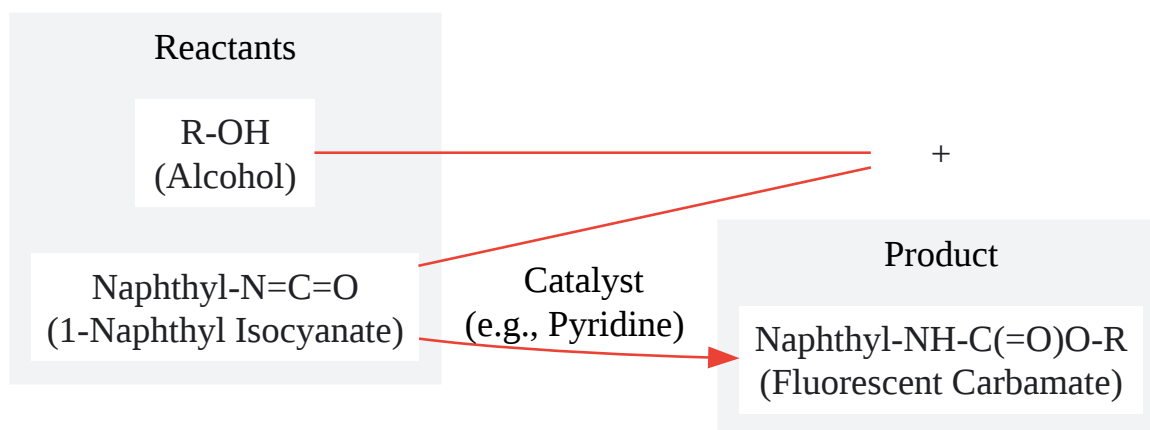 Reactants
R-OH
(Alcohol)
+
Naphthyl-N=C=O
(1-Naphthyl Isocyanate)
Catalyst
(e.g., Pyridine)
Product
Naphthyl-NH-C(=O)O-R
(Fluorescent Carbamate)